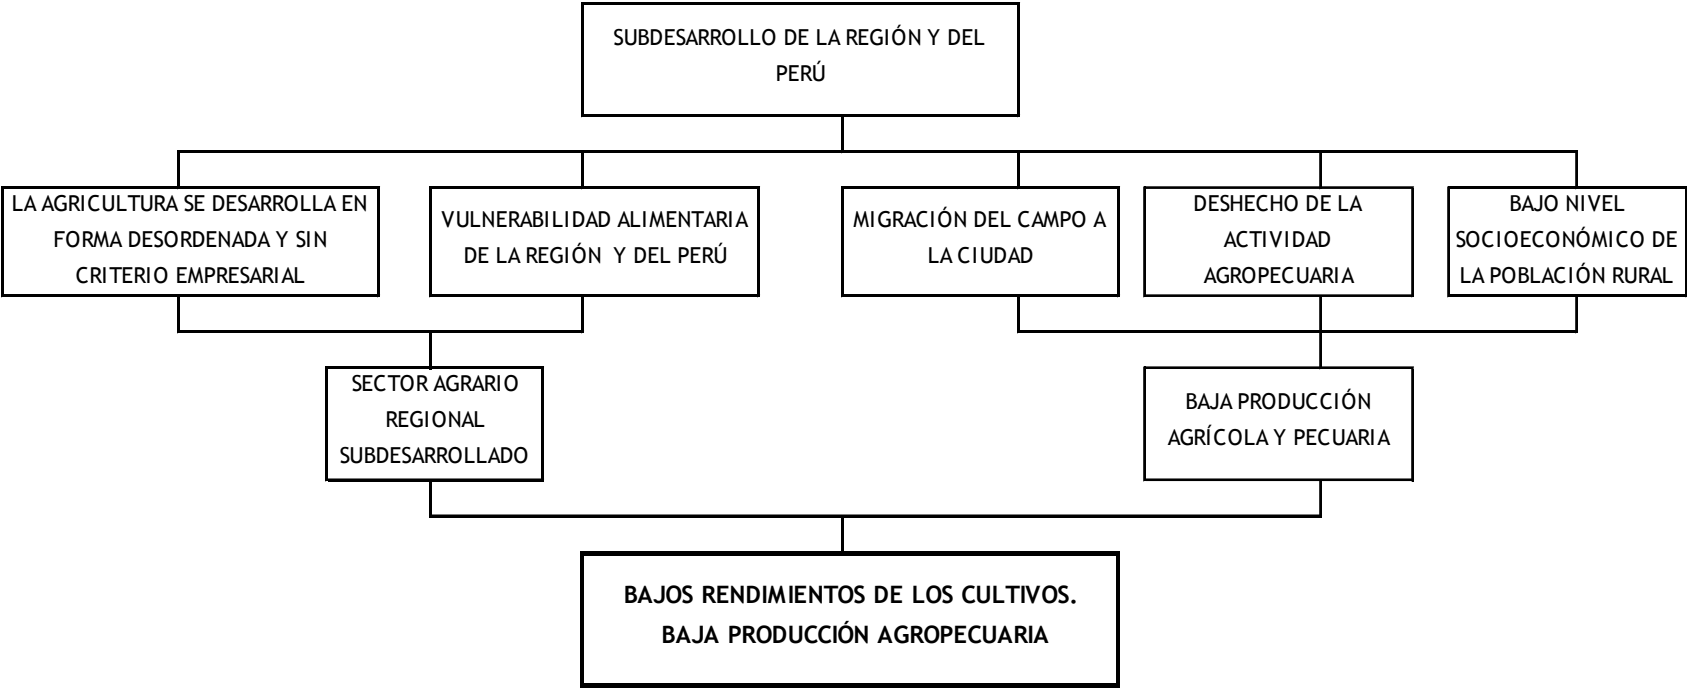 SUBDESARROLLO DE LA REGIÓN Y DEL
PERÚ
LA AGRICULTURA SE DESARROLLA EN
FORMA DESORDENADA Y SIN
CRITERIO EMPRESARIAL
VULNERABILIDAD ALIMENTARIA
DE LA REGIÓN Y DEL PERÚ
MIGRACIÓN DEL CAMPO A
LA CIUDAD
DESHECHO DE LA
ACTIVIDAD
AGROPECUARIA
BAJO NIVEL
SOCIOECONÓMICO DE
LA POBLACIÓN RURAL
SECTOR AGRARIO
REGIONAL
SUBDESARROLLADO
BAJA PRODUCCIÓN
AGRÍCOLA Y PECUARIA
BAJOS RENDIMIENTOS DE LOS CULTIVOS.
BAJA PRODUCCIÓN AGROPECUARIA